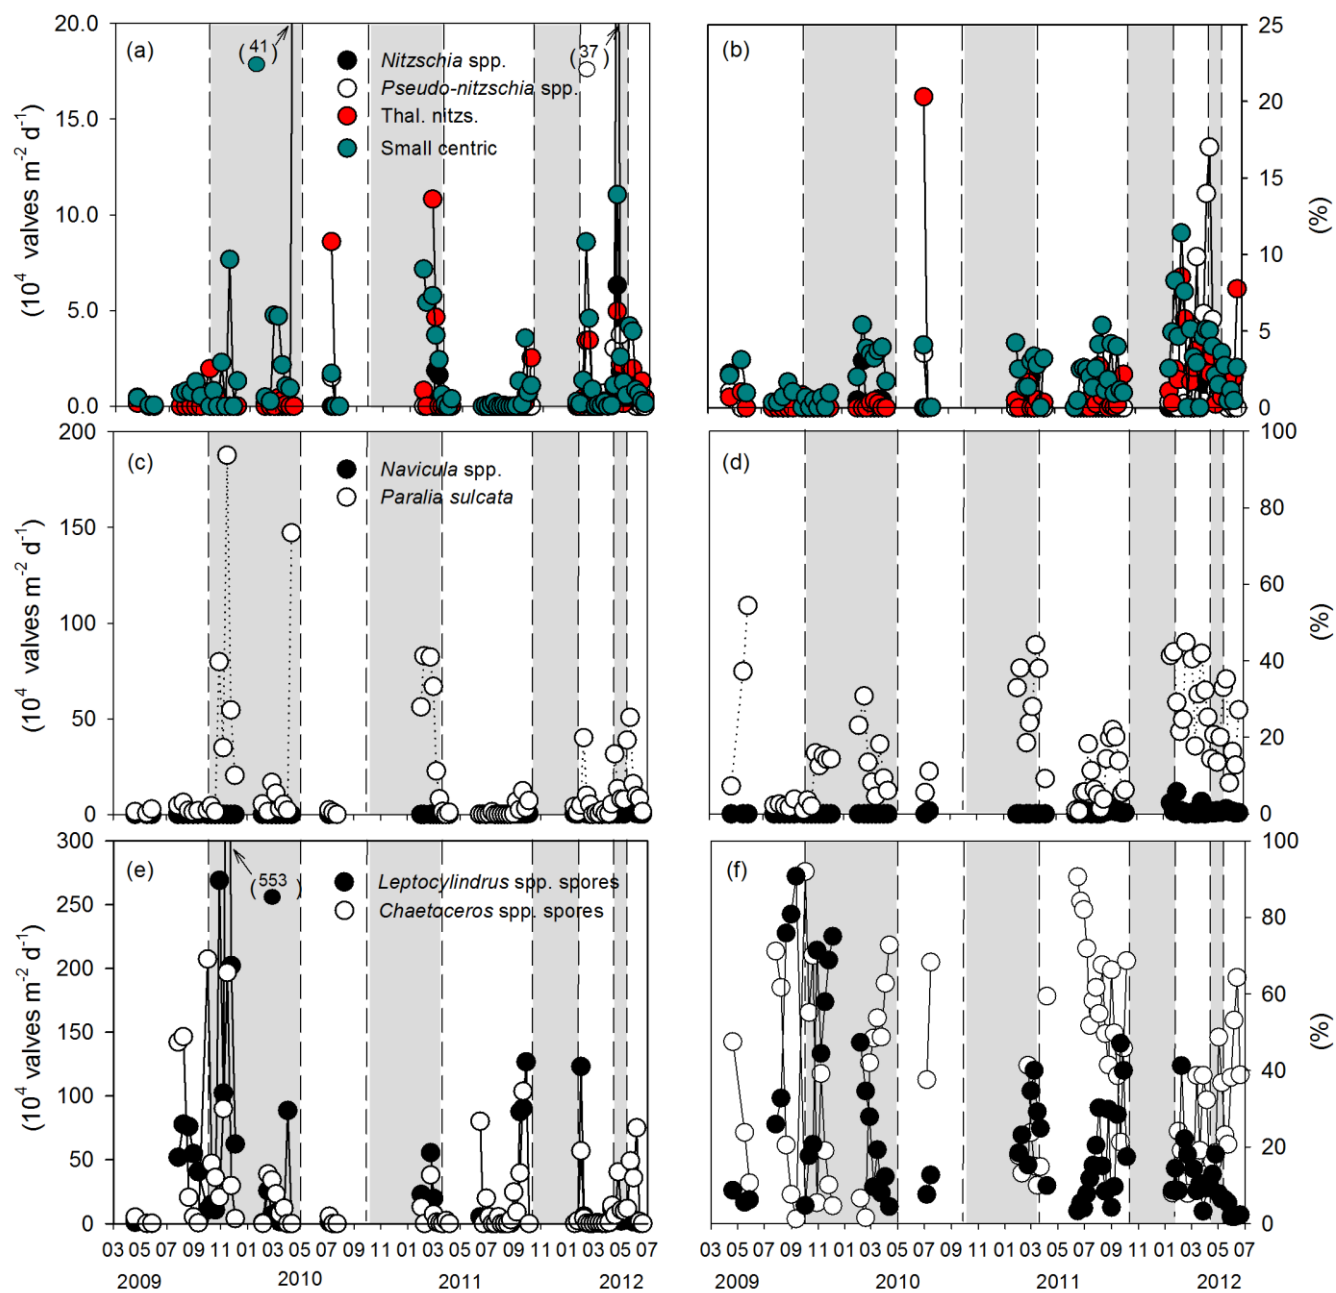 (a)
(41)
(37)
Nitzschia spp.
Pseudo-nitzschia spp.
Thal. nitzs.
Small centric
20.0
15.0
10.0
5.0
0.0
(10⁴ valves m⁻² d⁻¹)
(b)
25
20
15
10
5
0
(%)
(c)
Navicula spp.
Paralia sulcata
200
150
100
50
0
(10⁴ valves m⁻² d⁻¹)
(d)
100
80
60
40
20
0
(%)
(e)
(553)
Leptocylindrus spp. spores
Chaetoceros spp. spores
300
250
200
150
100
50
0
(10⁴ valves m⁻² d⁻¹)
(f)
100
80
60
40
20
0
(%)
03 05 07 09 11 01 03 05 07 09 11 01 03 05 07 09 11 01 03 05 07
2009 2010 2011 2012
03 05 07 09 11 01 03 05 07 09 11 01 03 05 07 09 11 01 03 05 07
2009 2010 2011 2012